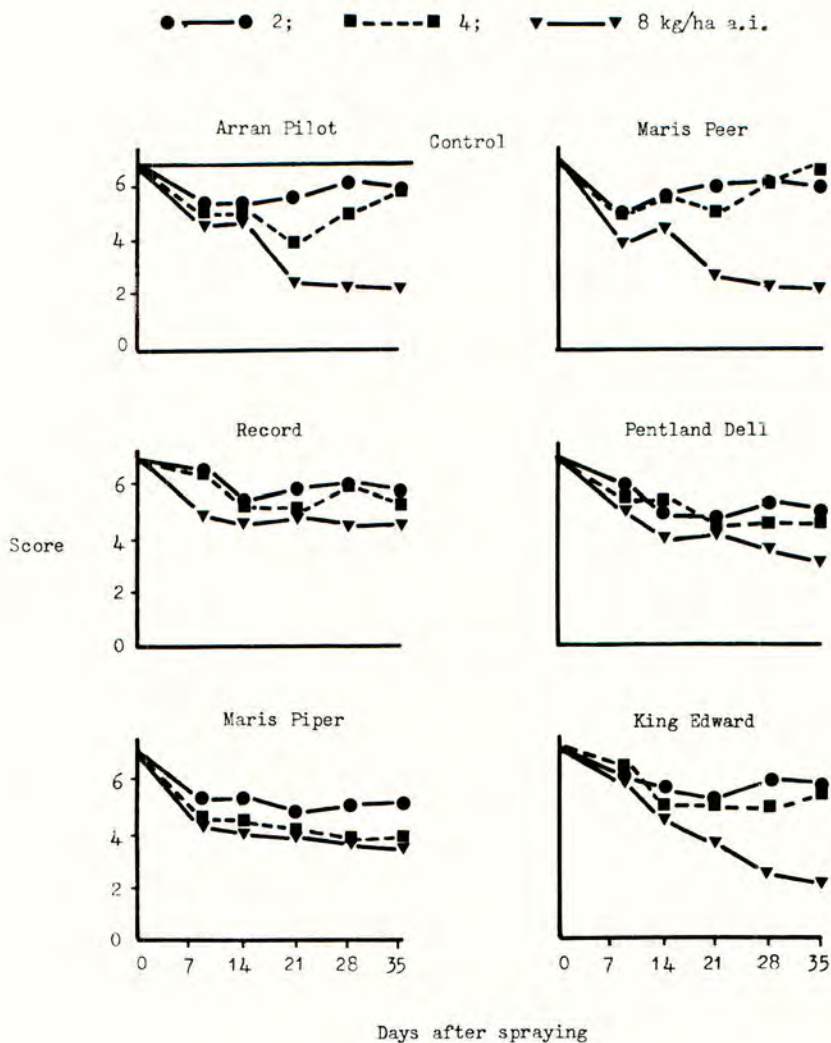 2; 4; 8 kg/ha a.i.
Arran Pilot
Control
Maris Peer
6
4
2
0
Record
Pentland Dell
Score
6
4
2
0
Maris Piper
King Edward
6
4
2
0
0 7 14 21 28 35
0 7 14 21 28 35
Days after spraying